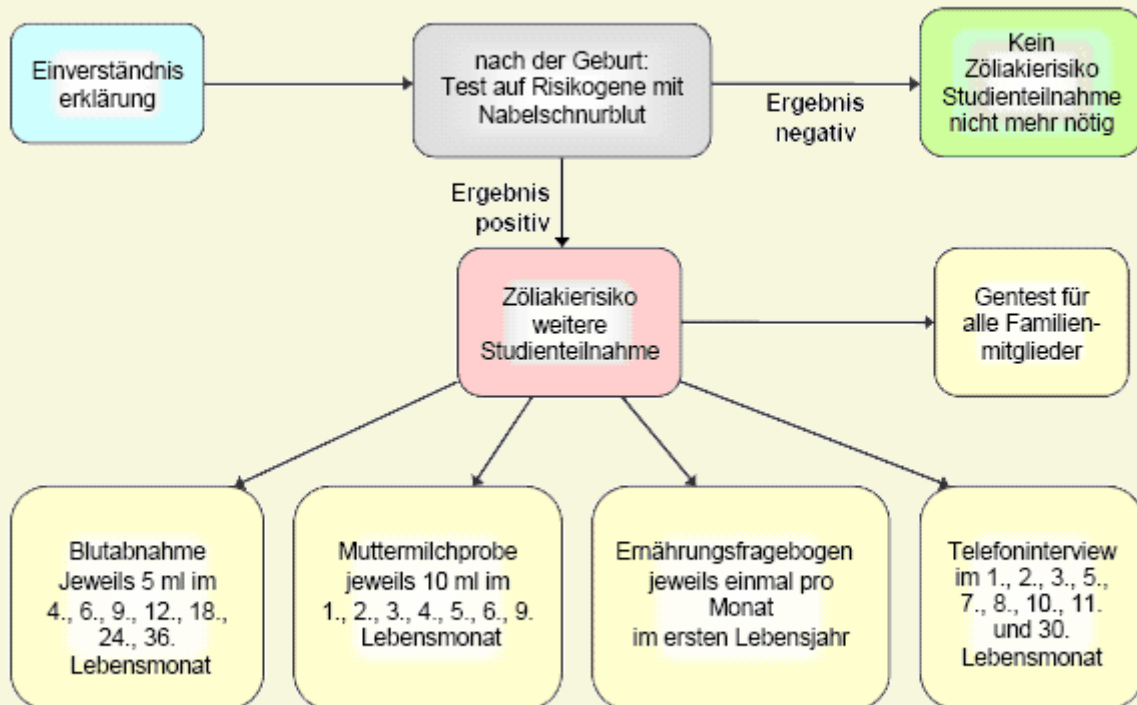 Einverständnis
erklärung
nach der Geburt:
Test auf Risikogene mit
Nabelschnurblut
Ergebnis
negativ
Kein
Zöliakierisiko
Studienteilnahme
nicht mehr nötig
Ergebnis
positiv
Zöliakierisiko
weitere
Studienteilnahme
Gentest für
alle Familien-
mitglieder
Blutabnahme
Jeweils 5 ml im
4., 6., 9., 12., 18.,
24., 36.
Lebensmonat
Muttermilchprobe
jeweils 10 ml im
1., 2., 3., 4., 5., 6., 9.
Lebensmonat
Ernährungsfragebogen
jeweils einmal pro
Monat
im ersten Lebensjahr
Telefoninterview
im 1., 2., 3., 5.,
7., 8., 10., 11.
und 30.
Lebensmonat